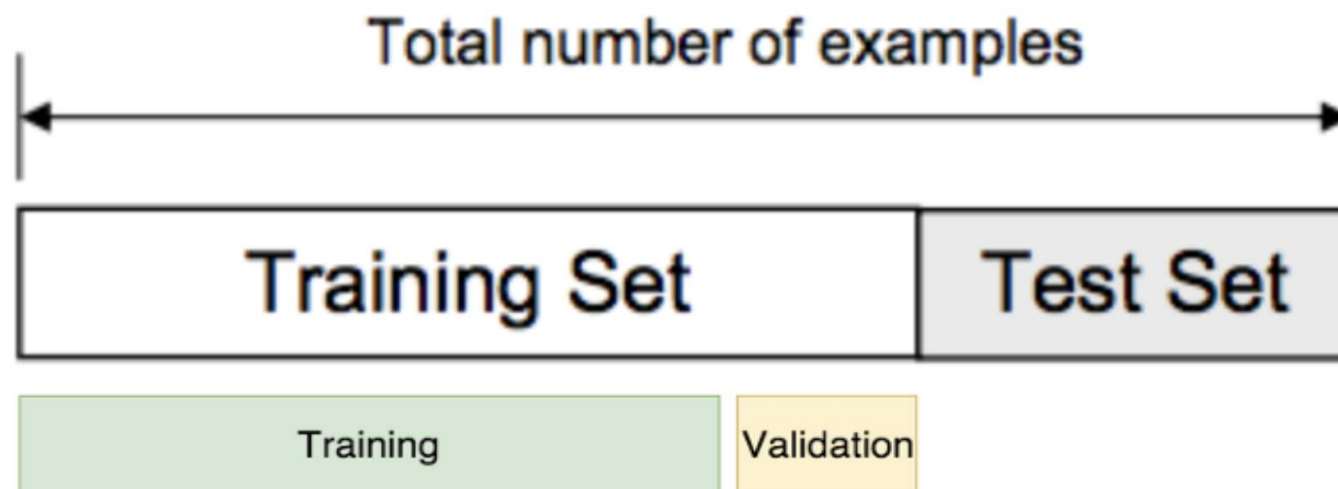 Total number of examples
Training Set Test Set
Training Validation